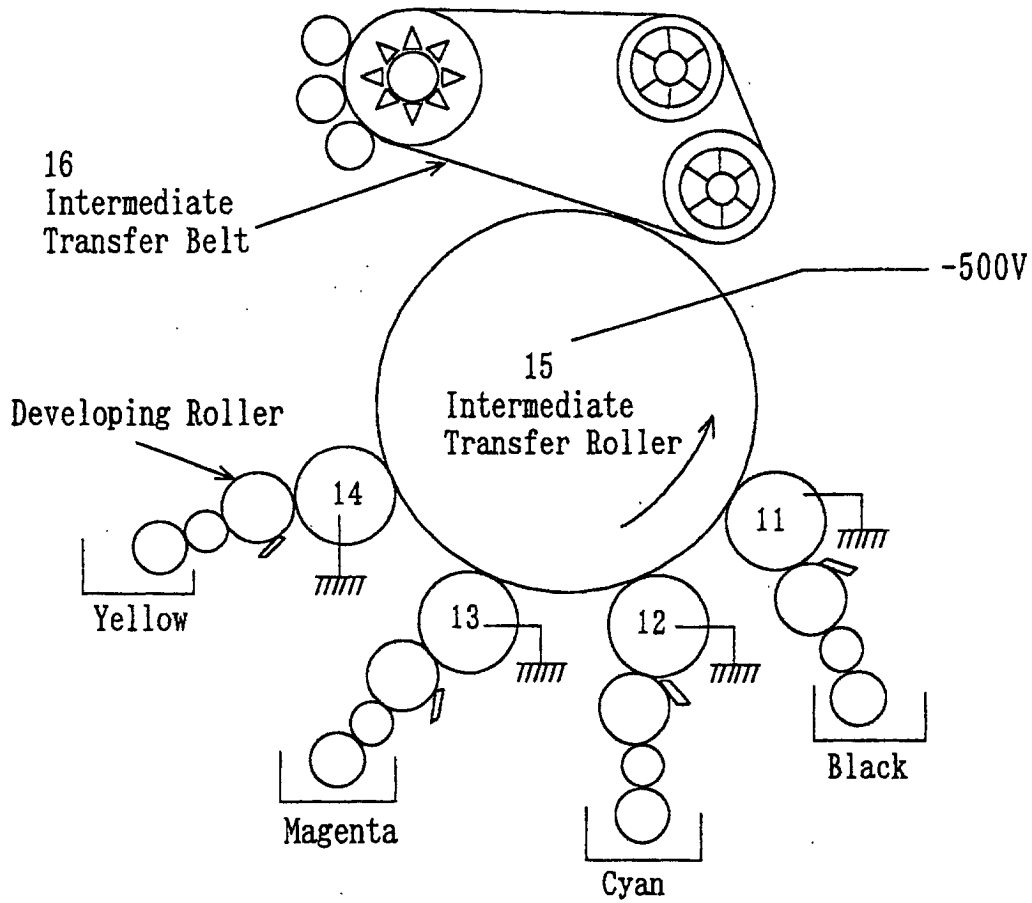 16
Intermediate
Transfer Belt
-500V
15
Intermediate
Transfer Roller
Developing Roller
14
11
13
12
Yellow
Magenta
Cyan
Black